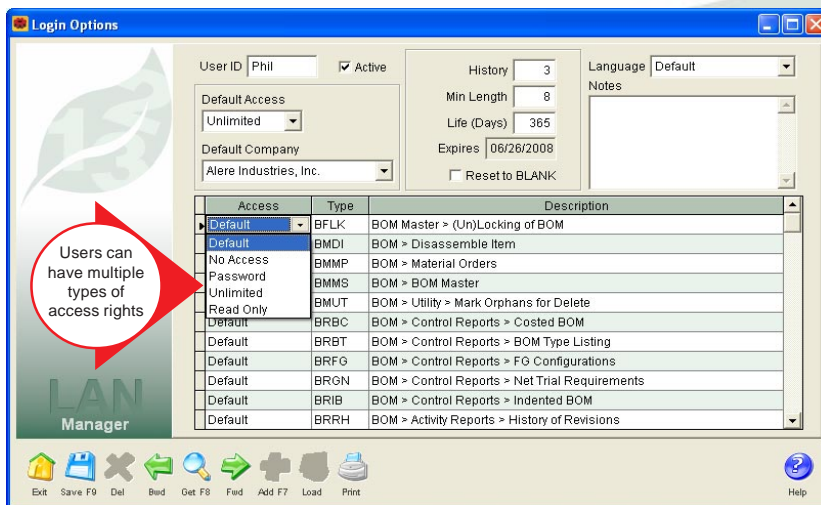 Login Options
User ID Phil
Active
Default Access
Unlimited
Default Company
Alere Industries, Inc.
History 3
Min Length 8
Life (Days) 365
Expires 06/26/2008
Reset to BLANK
Language Default
Notes
Users can
have multiple
types of
access rights
LAN
Manager
Access Type Description
Default BFLK BOM Master > (Un)Locking of BOM
Default BMDI BOM > Disassemble Item
No Access BMMP BOM > Material Orders
Password
Unlimited BMMS BOM > BOM Master
Read Only BMUT BOM > Utility > Mark Orphans for Delete
Default BRBC BOM > Control Reports > Costed BOM
Default BRBT BOM > Control Reports > BOM Type Listing
Default BRFG BOM > Control Reports > FG Configurations
Default BRGN BOM > Control Reports > Net Trial Requirements
Default BRIB BOM > Control Reports > Indented BOM
Default BRRH BOM > Activity Reports > History of Revisions
Exit Save F9 Del Bwd Get F8 Fwd Add F7 Load Print Help